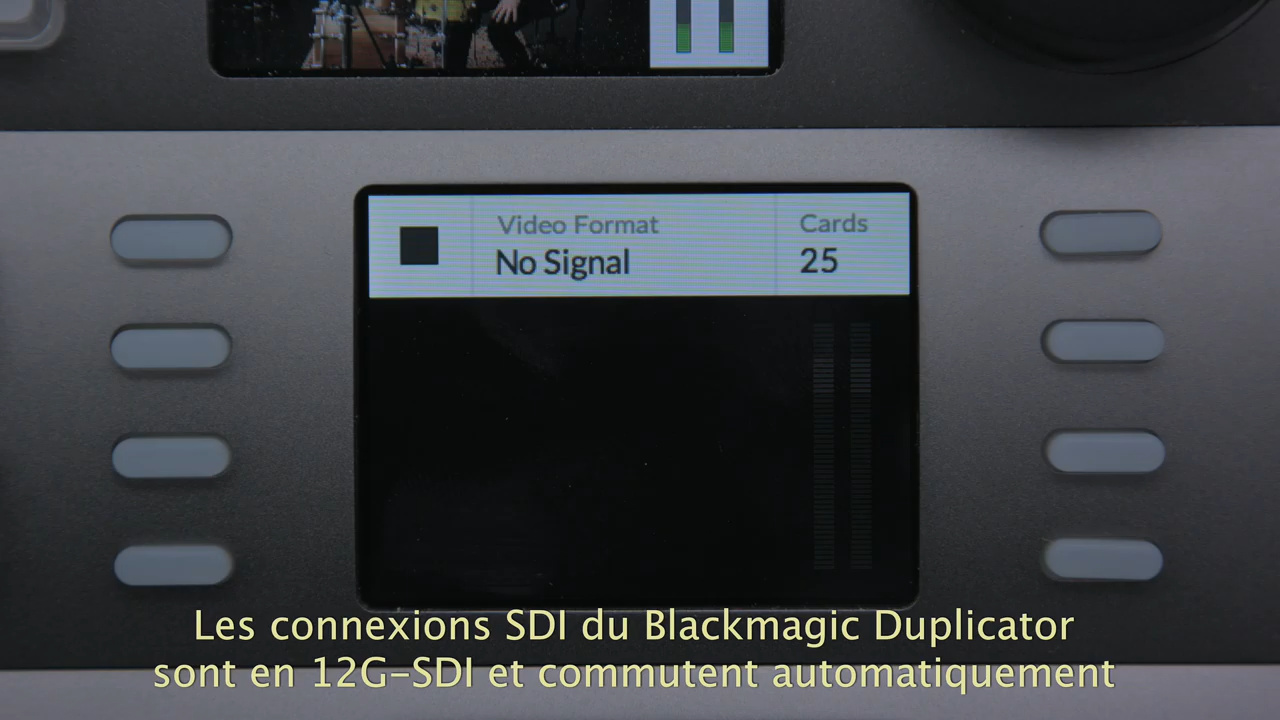 Video Format
Cards
No Signal
25
Les connexions SDI du Blackmagic Duplicator
sont en 12G-SDI et commutent automatiquement